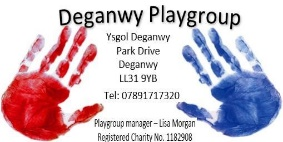 Deganwy Playgroup
Ysgol Deganwy
Park Drive
Deganwy
LL31 9YB
Tel: 07891717320
Playgroup manager – Lisa Morgan
Registered Charity No. 1182908